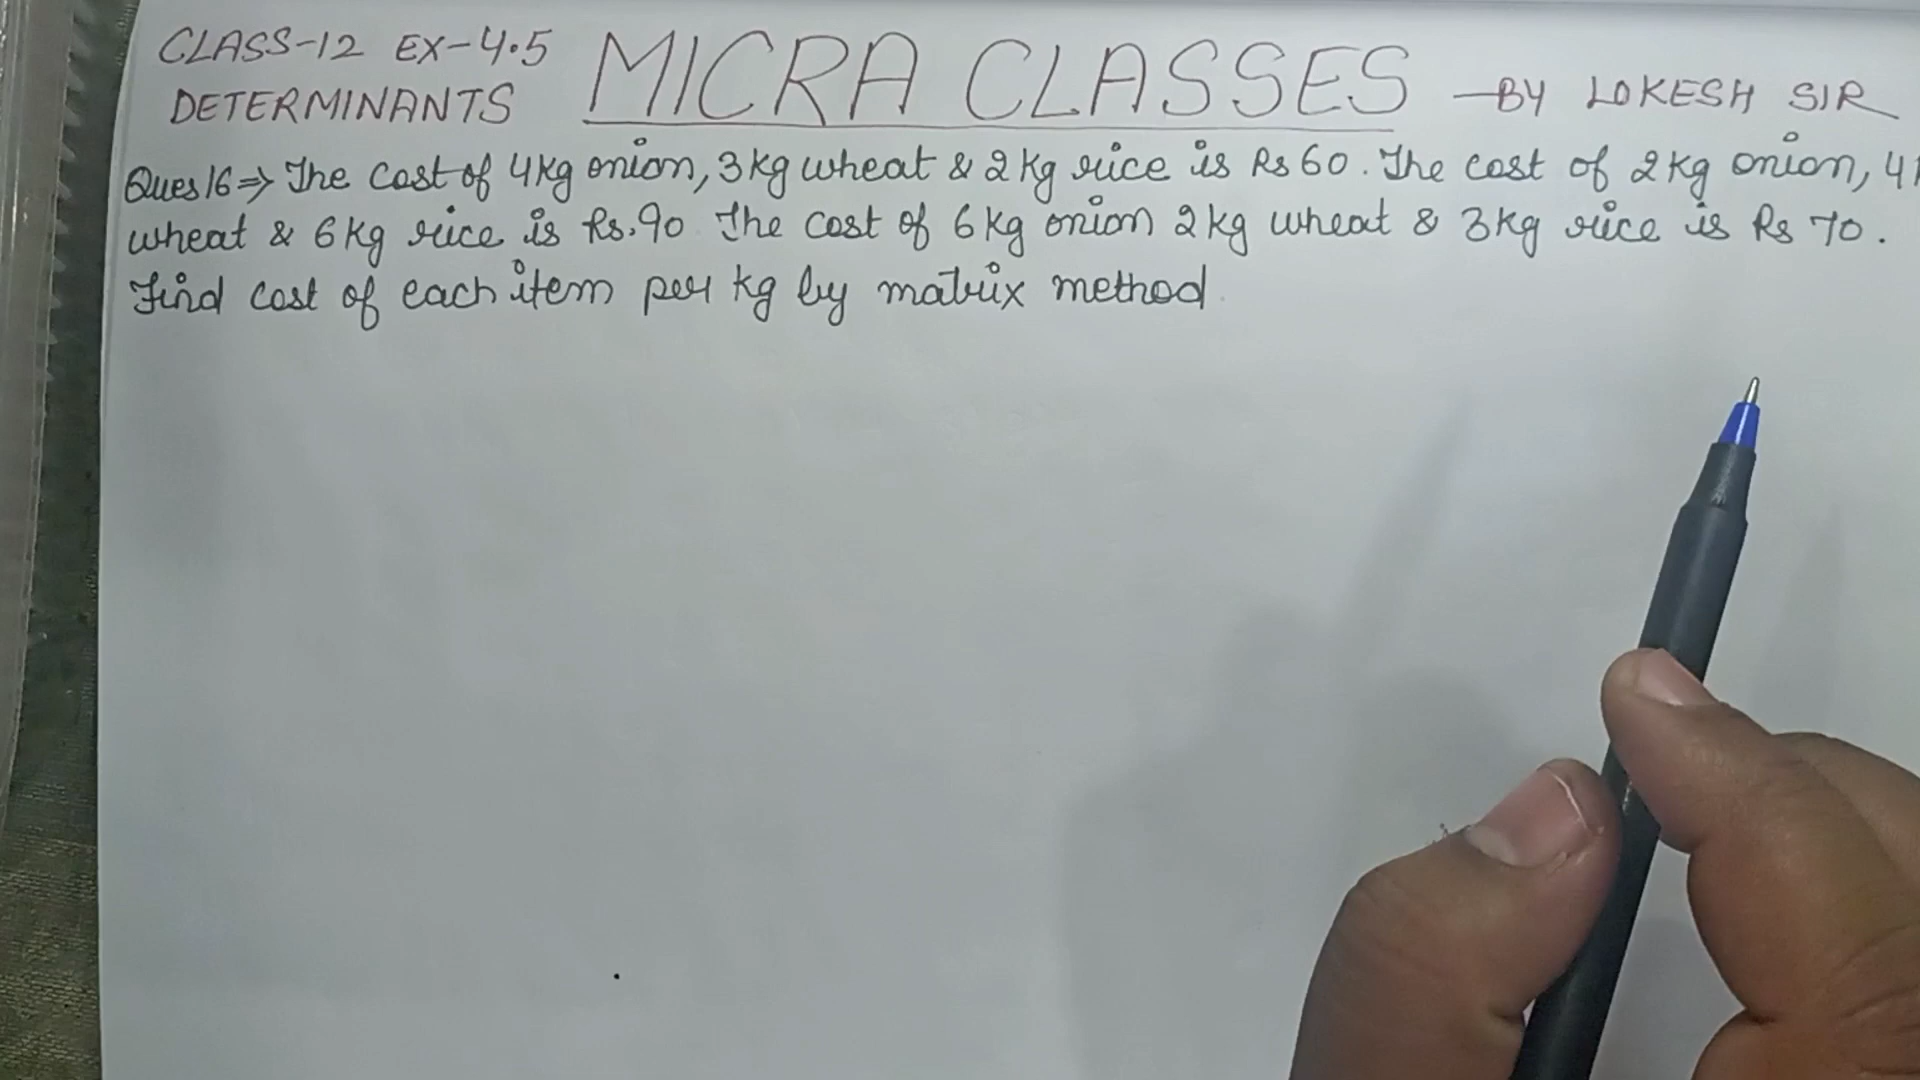 CLASS-12 EX-4.5
DETERMINANTS
MICRA CLASSES
-BY LOKESH SIR
Ques 16⇒ The cost of 4kg onion, 3kg wheat & 2kg rice is Rs 60. The cost of 2kg onion, 4
wheat & 6kg rice is Rs.90 The cost of 6kg onion 2kg wheat & 3kg rice is Rs 70.
Find cost of each item per kg by matrix method